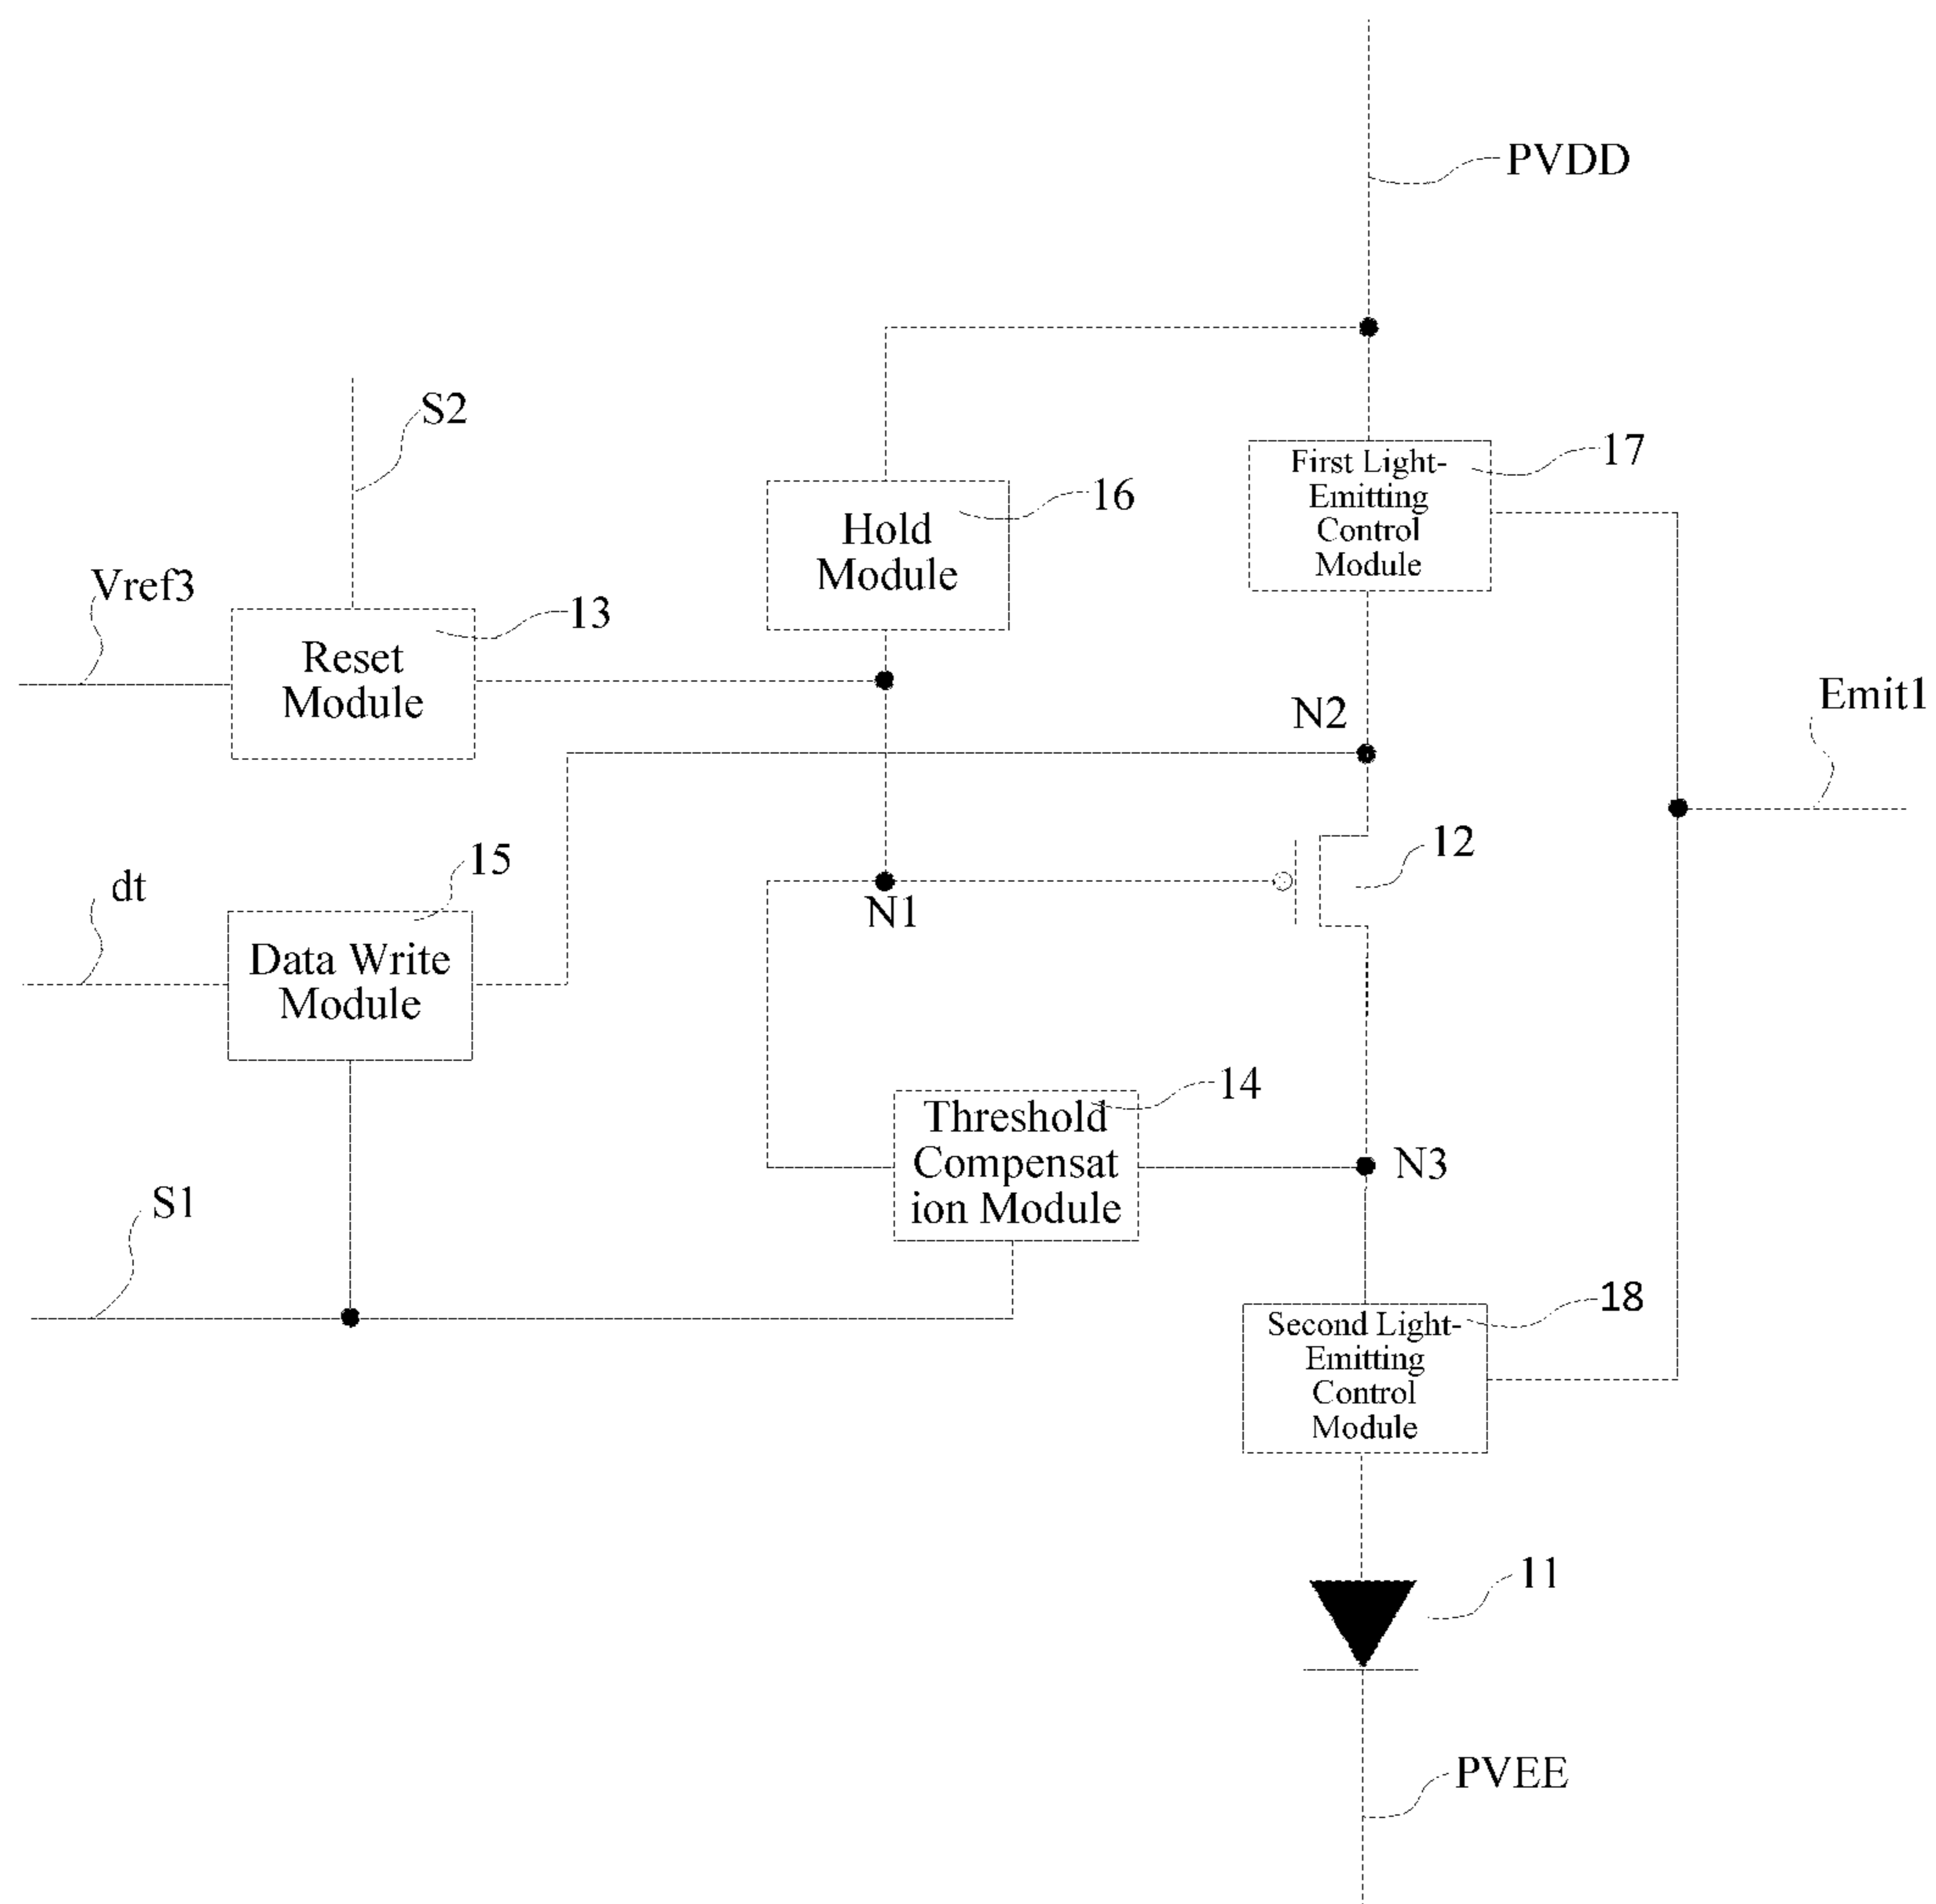 PVDD
S2
17
First Light-
Emitting
Control
Module
16
Hold
Module
Vref3
13
Reset
Module
N2
Emit1
12
15
dt
N1
Data Write
Module
14
Threshold
Compensat
ion Module
N3
S1
18
Second Light-
Emitting
Control
Module
11
PVEE